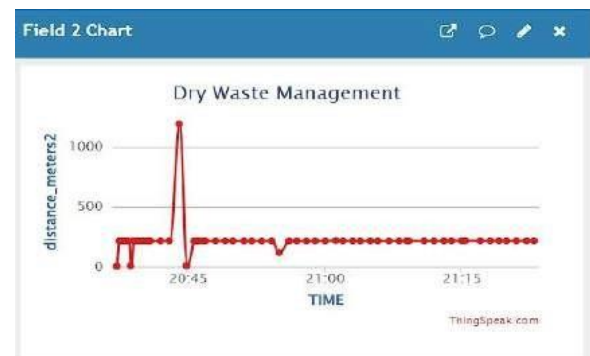 Field 2 Chart
Dry Waste Management
distance_meters2
1000
500
0
20:45
21:00
21:15
TIME
ThingSpeak.com